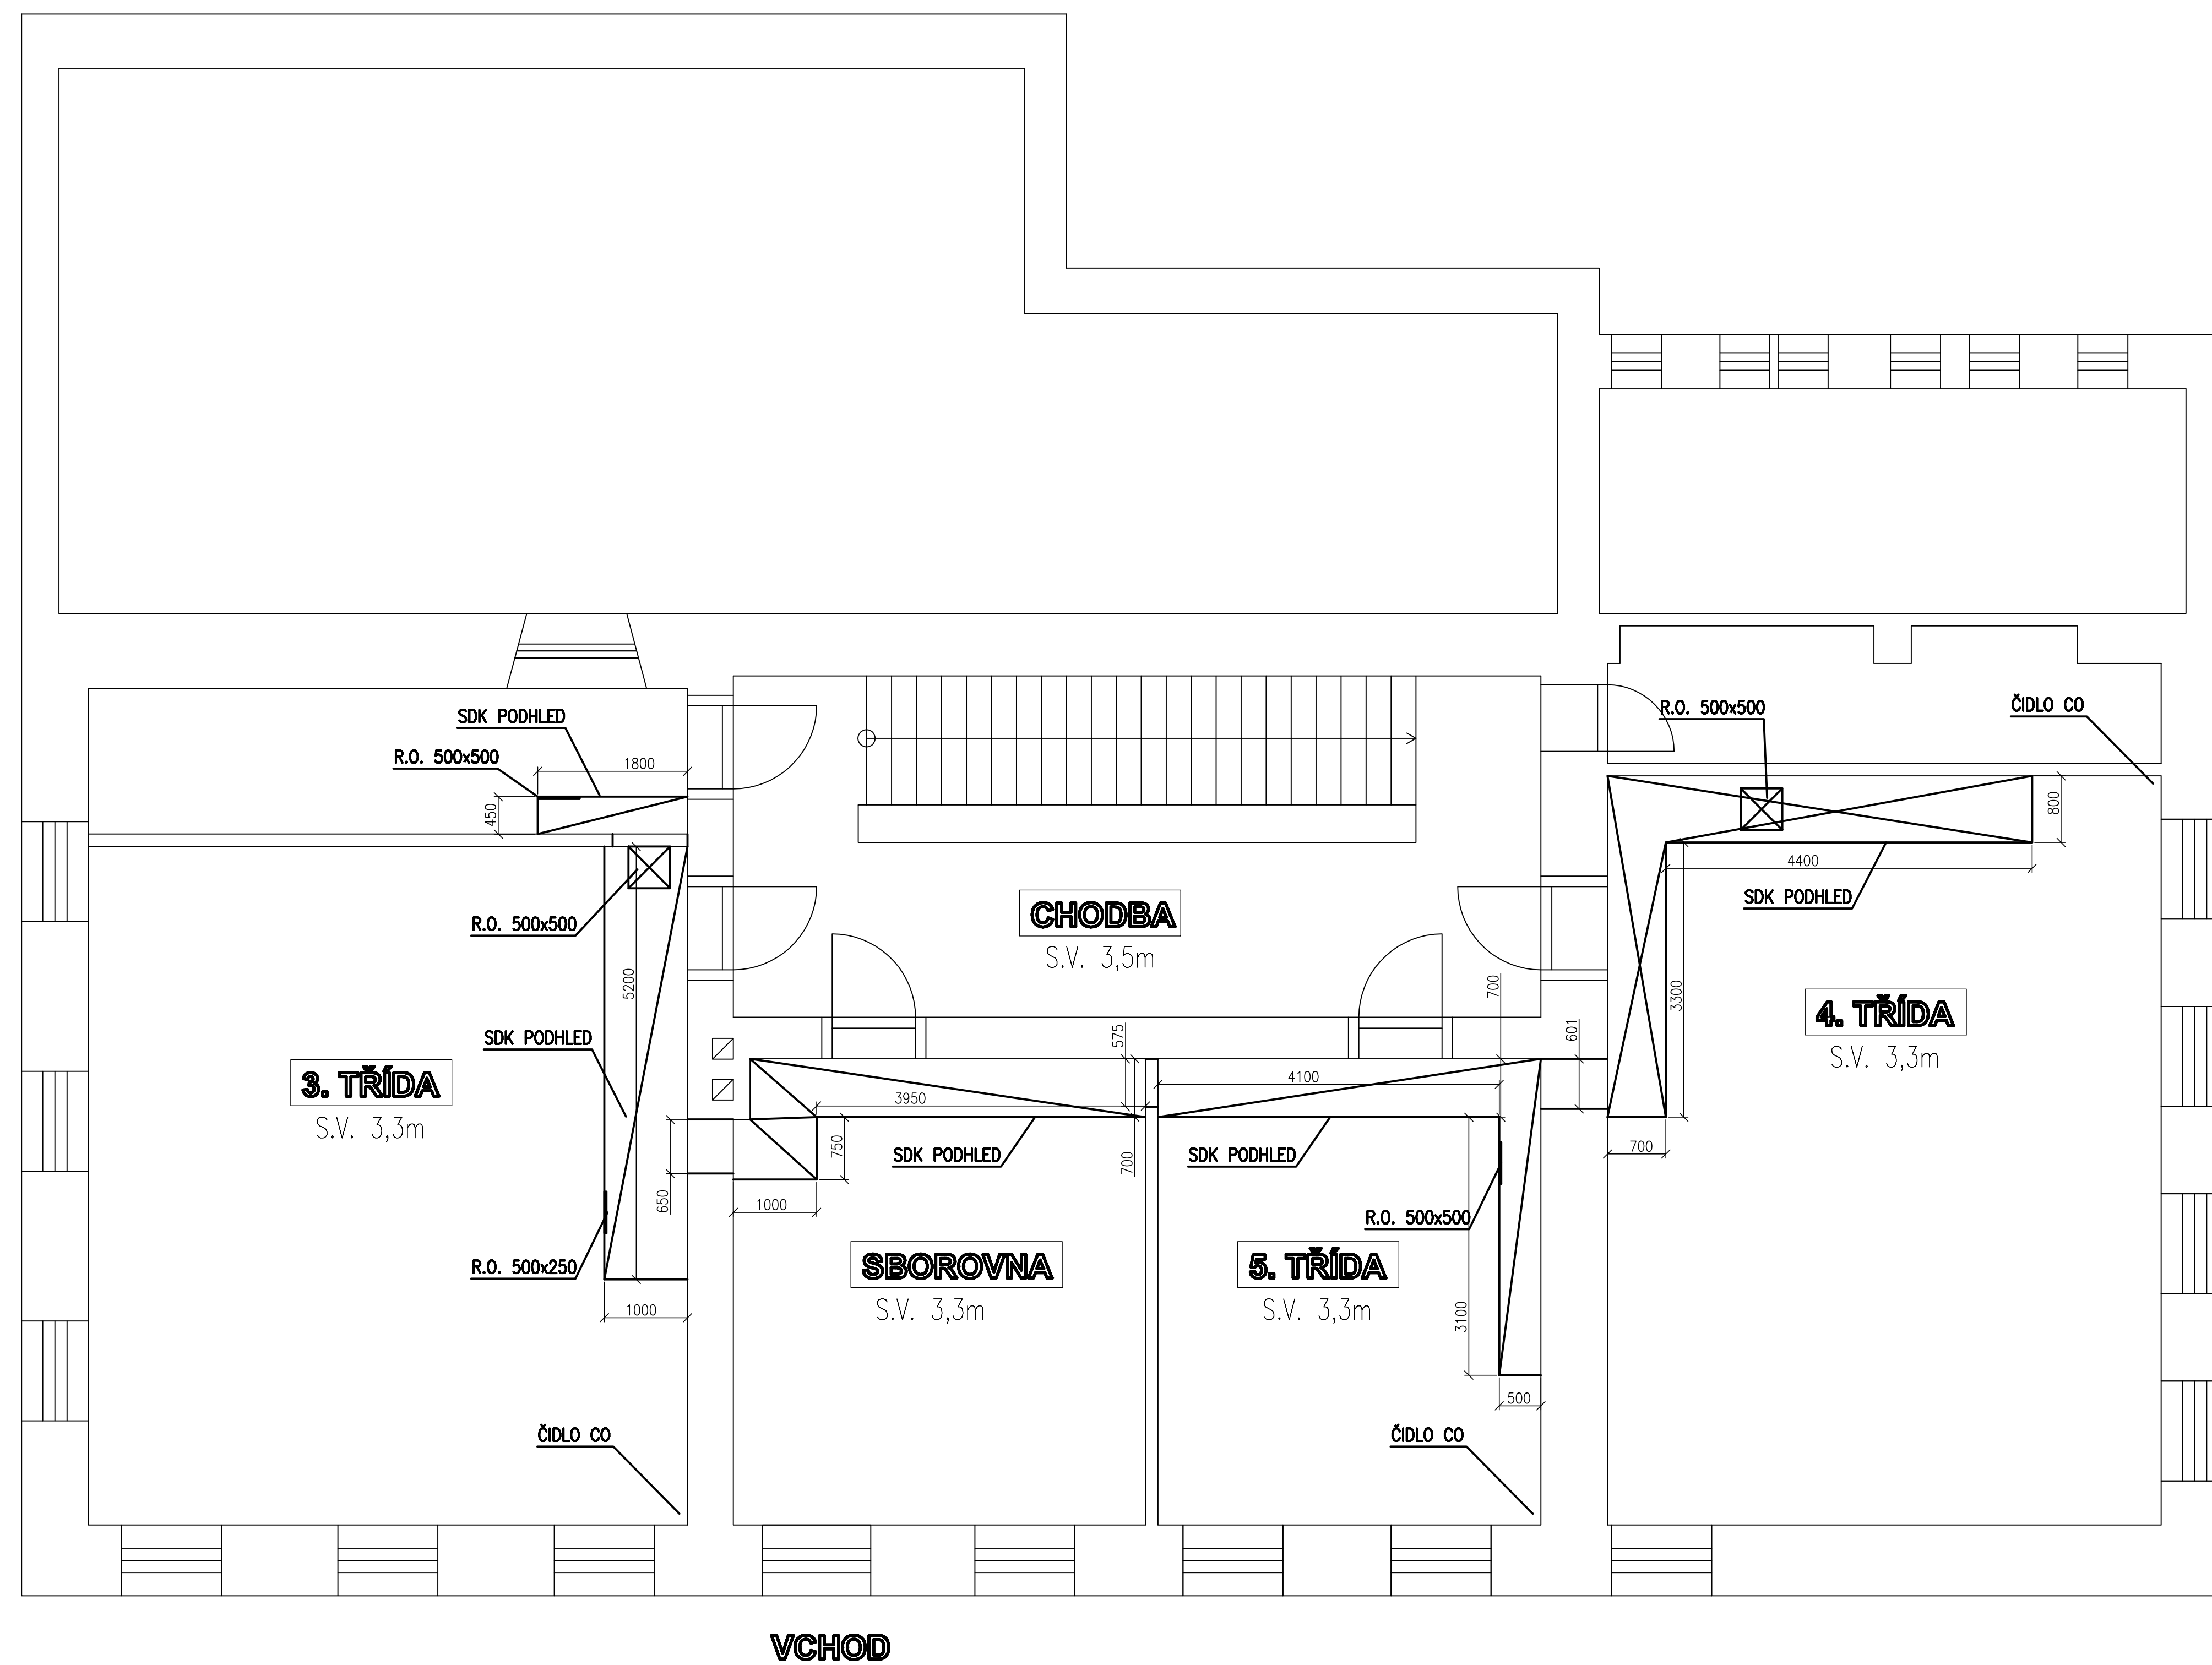 SDK PODHLED
R.O. 500x500
ČIDLO CO
R.O. 500x500
1800
450
800
4400
SDK PODHLED
R.O. 500x500
CHODBA
S.V. 3,5m
5200
700
3300
4. TŘÍDA
S.V. 3,3m
SDK PODHLED
575
601
3. TŘÍDA
S.V. 3,3m
4100
3950
750
700
SDK PODHLED
SDK PODHLED
700
650
1000
R.O. 500x500
SBOROVNA
S.V. 3,3m
5. TŘÍDA
S.V. 3,3m
R.O. 500x250
1000
3100
500
ČIDLO CO
ČIDLO CO
VCHOD